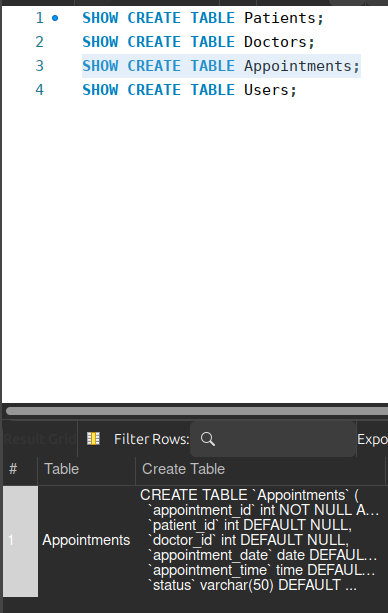 1 SHOW CREATE TABLE Patients;
2 SHOW CREATE TABLE Doctors;
3 SHOW CREATE TABLE Appointments;
4 SHOW CREATE TABLE Users;
Result Grid Filter Rows: Expo
# Table Create Table
1 Appointments CREATE TABLE `Appointments` (
`appointment_id` int NOT NULL A...
`patient_id` int DEFAULT NULL,
`doctor_id` int DEFAULT NULL,
`appointment_date` date DEFAUL...
`appointment_time` time DEFAUL...
`status` varchar(50) DEFAULT ...